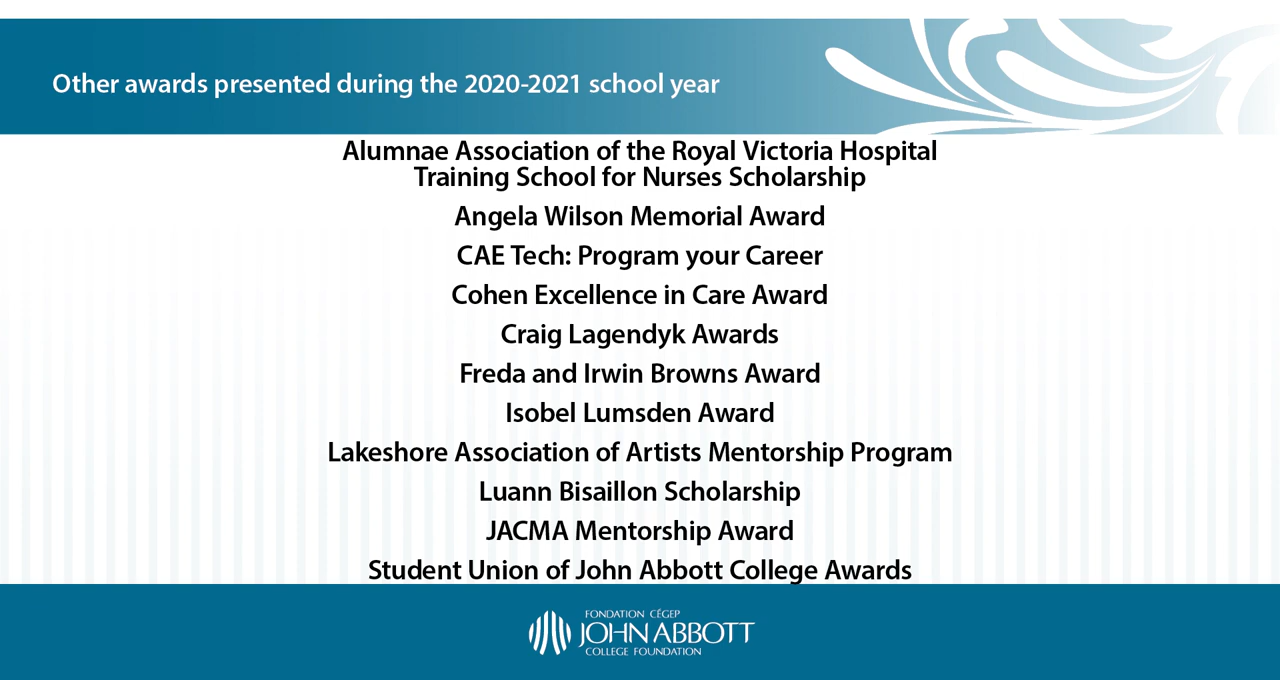 Other awards presented during the 2020-2021 school year
Alumnae Association of the Royal Victoria Hospital
Training School for Nurses Scholarship
Angela Wilson Memorial Award
CAE Tech: Program your Career
Cohen Excellence in Care Award
Craig Lagendyk Awards
Freda and Irwin Browns Award
Isobel Lumsden Award
Lakeshore Association of Artists Mentorship Program
Luann Bisaillon Scholarship
JACMA Mentorship Award
Student Union of John Abbott College Awards
FONDATION CÉGEP
JOHN ABBOTT
COLLEGE FOUNDATION